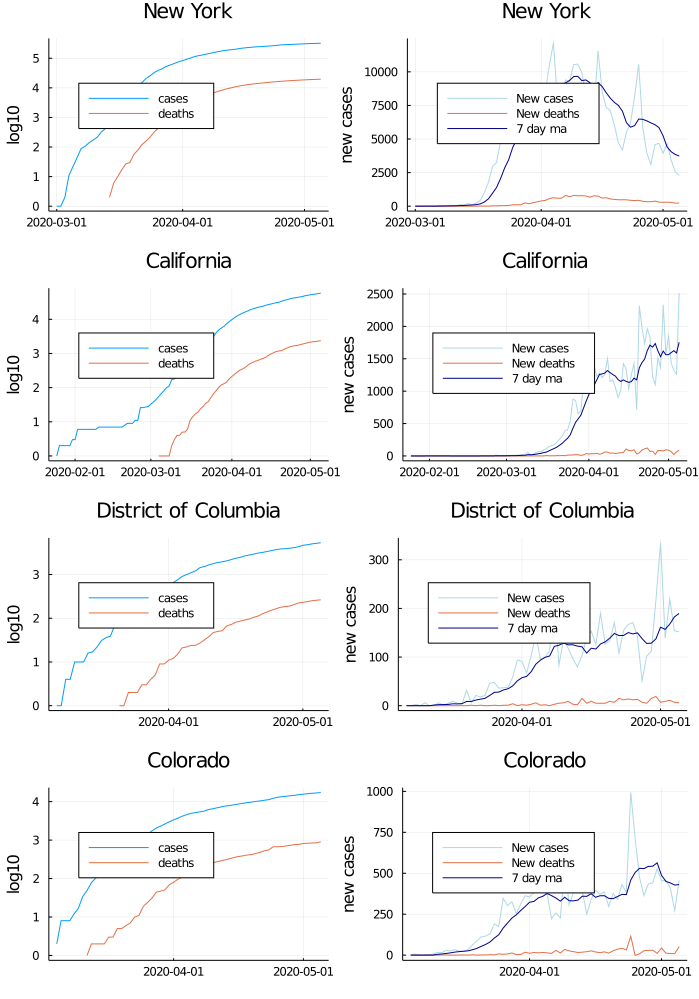 New York
New York
log10
5
4
3
2
1
0
cases
deaths
2020-03-01
2020-04-01
2020-05-01
new cases
10000
7500
5000
2500
0
New cases
New deaths
7 day ma
2020-03-01
2020-04-01
2020-05-01
California
California
log10
4
3
2
1
0
cases
deaths
2020-02-01
2020-03-01
2020-04-01
2020-05-01
new cases
2500
2000
1500
1000
500
0
New cases
New deaths
7 day ma
2020-02-01
2020-03-01
2020-04-01
2020-05-01
District of Columbia
District of Columbia
log10
3
2
1
0
cases
deaths
2020-04-01
2020-05-01
new cases
300
200
100
0
New cases
New deaths
7 day ma
2020-04-01
2020-05-01
Colorado
Colorado
log10
4
3
2
1
0
cases
deaths
2020-04-01
2020-05-01
new cases
1000
750
500
250
0
New cases
New deaths
7 day ma
2020-04-01
2020-05-01